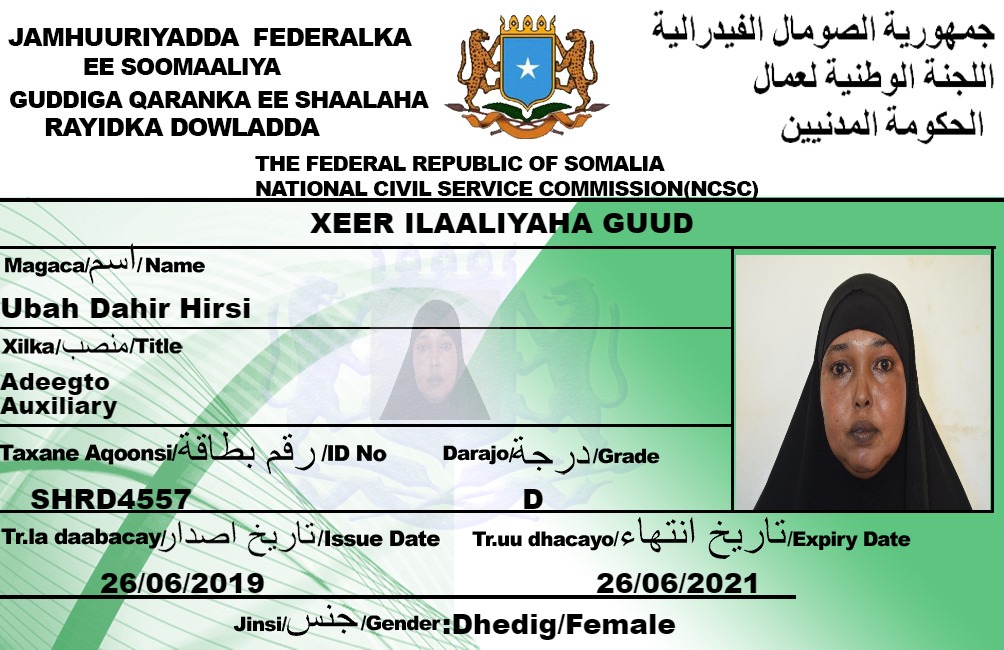 JAMHUURIYADDA FEDERALKA
EE SOOMAALIYA
GUDDIGA QARANKA EE SHAALAHA
RAYIDKA DOWLADDA
جمهورية الصومال الفيدرالية
اللجنة الوطنية لعمال
الحكومة المدنيين
THE FEDERAL REPUBLIC OF SOMALIA
NATIONAL CIVIL SERVICE COMMISSION(NCSC)
XEER ILAALIYAHA GUUD
Magaca/اسم/Name
Ubah Dahir Hirsi
Xilka/منصب/Title
Adeegto
Auxiliary
Taxane Aqoonsi/رقم بطاقة/ID No
SHRD4557
Darajo/درجة/Grade
D
Tr.la daabacay/تاريخ اصدار/Issue Date
26/06/2019
Tr.uu dhacayo/تاريخ انتهاء/Expiry Date
26/06/2021
Jinsi/جنس/Gender:Dhedig/Female